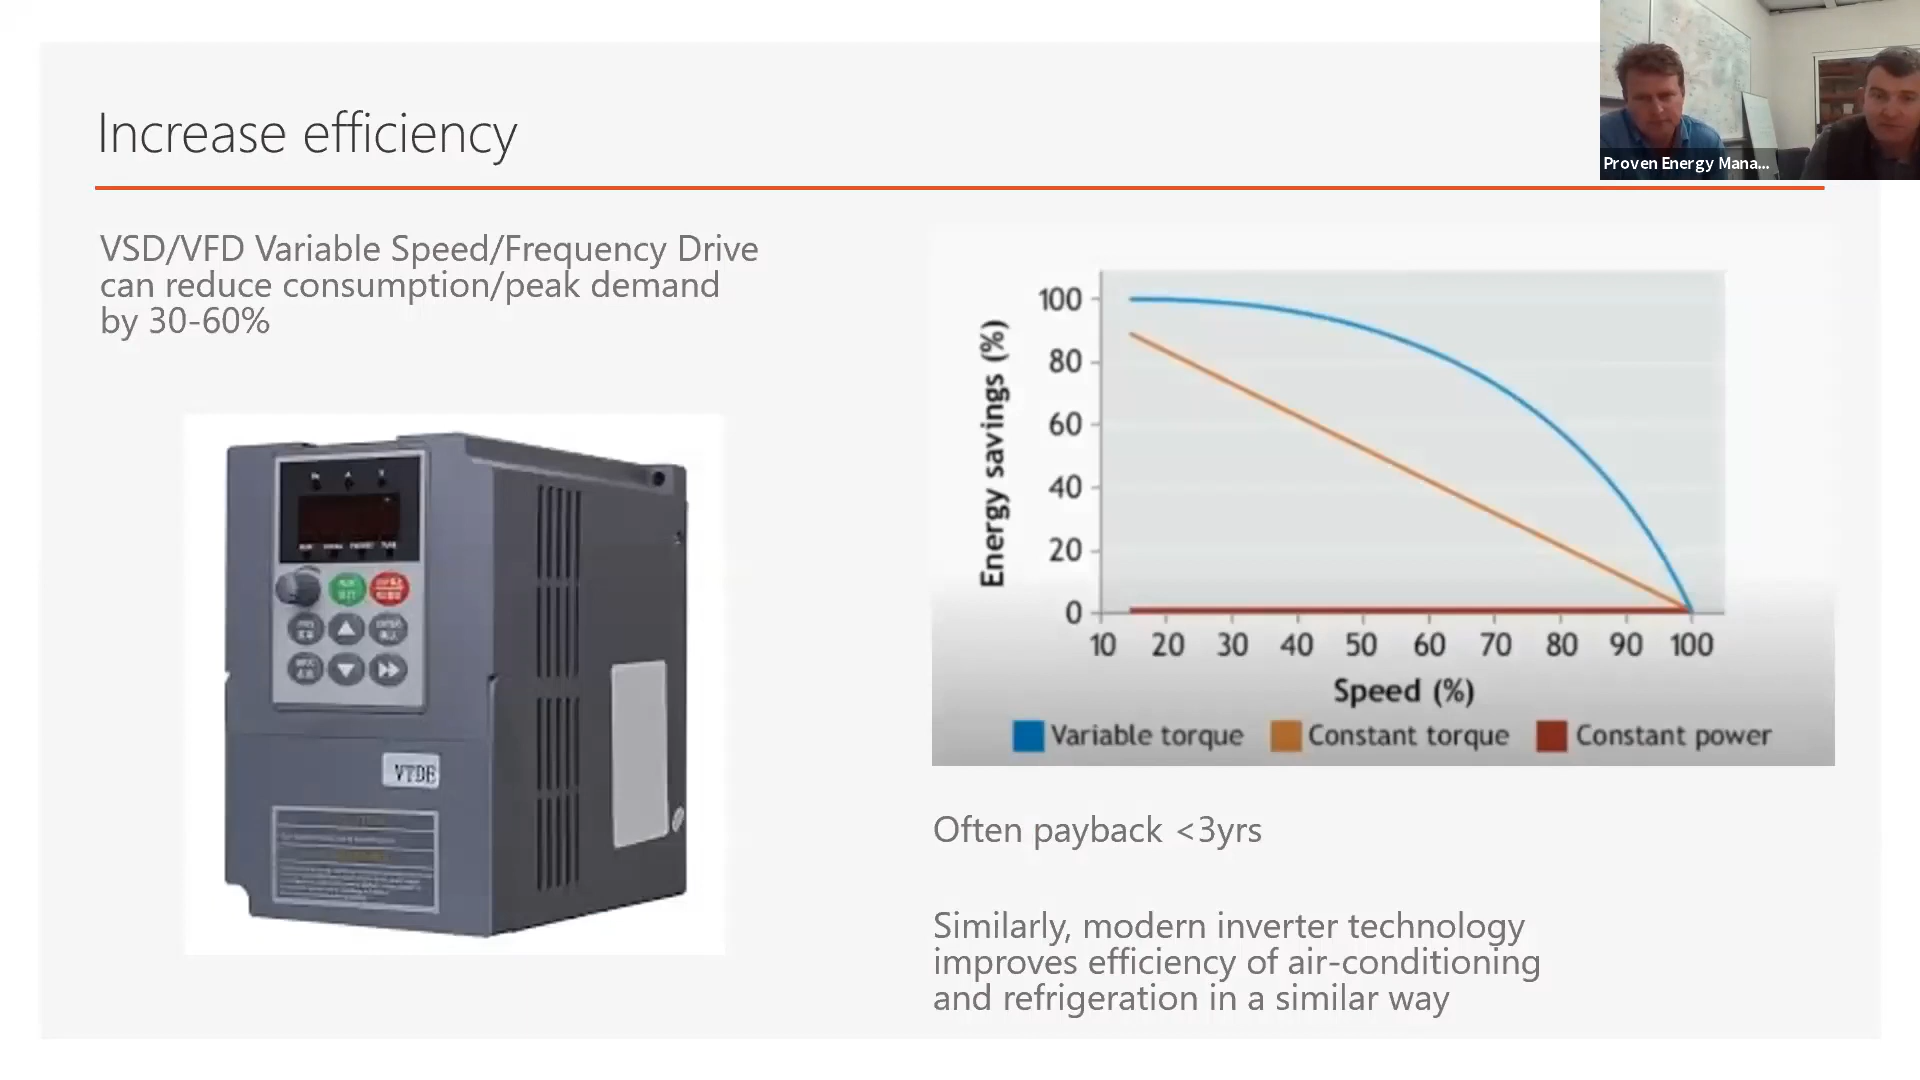 Increase efficiency
Proven Energy Mana...
VSD/VFD Variable Speed/Frequency Drive
can reduce consumption/peak demand
by 30-60%
VTDE
Energy savings (%)
100
80
60
40
20
0
10 20 30 40 50 60 70 80 90 100
Speed (%)
Variable torque Constant torque Constant power
Often payback <3yrs
Similarly, modern inverter technology
improves efficiency of air-conditioning
and refrigeration in a similar way